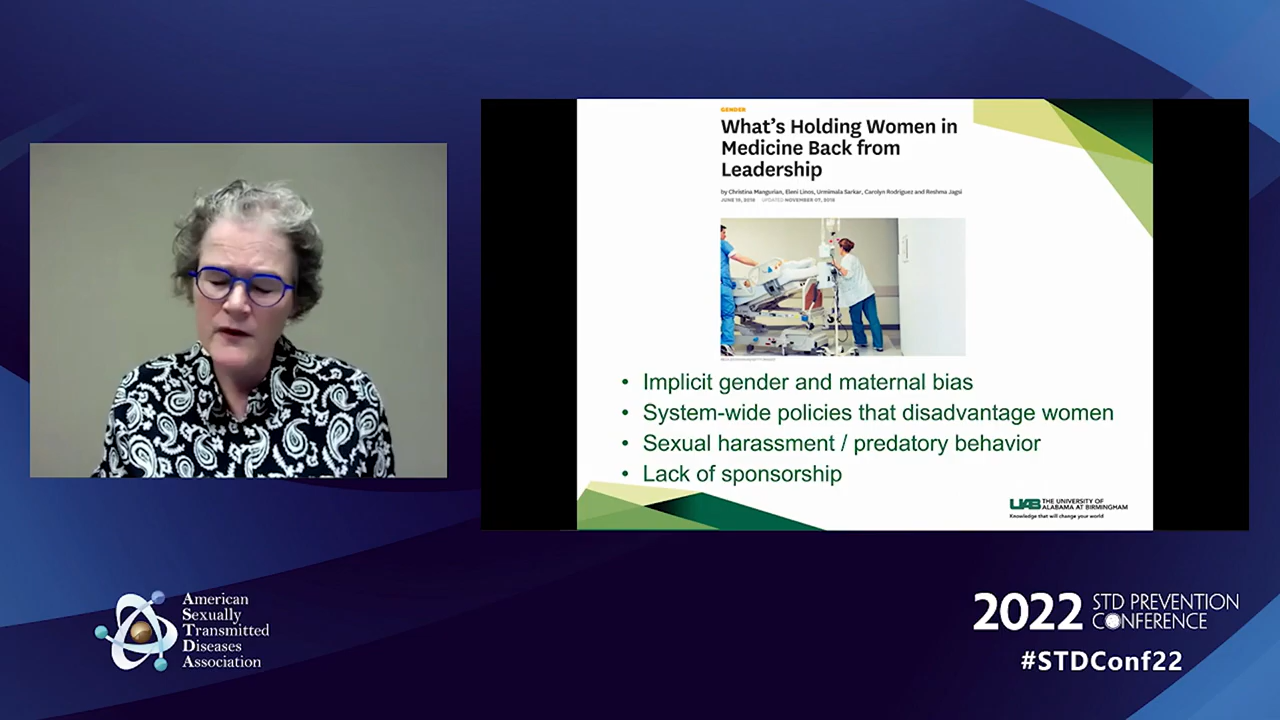 GENDER
What's Holding Women in
Medicine Back from
Leadership
by Christina Mangurian, Eleni Linos, Urmimala Sarkar, Carolyn Rodriguez and Reshma Jagsi
JUNE 19, 2018 UPDATED NOVEMBER 07, 2018
• Implicit gender and maternal bias
• System-wide policies that disadvantage women
• Sexual harassment / predatory behavior
• Lack of sponsorship
UAB THE UNIVERSITY OF
ALABAMA AT BIRMINGHAM
Knowledge that will change your world
American
Sexually
Transmitted
Diseases
Association
2022 STD PREVENTION
CONFERENCE
#STDConf22